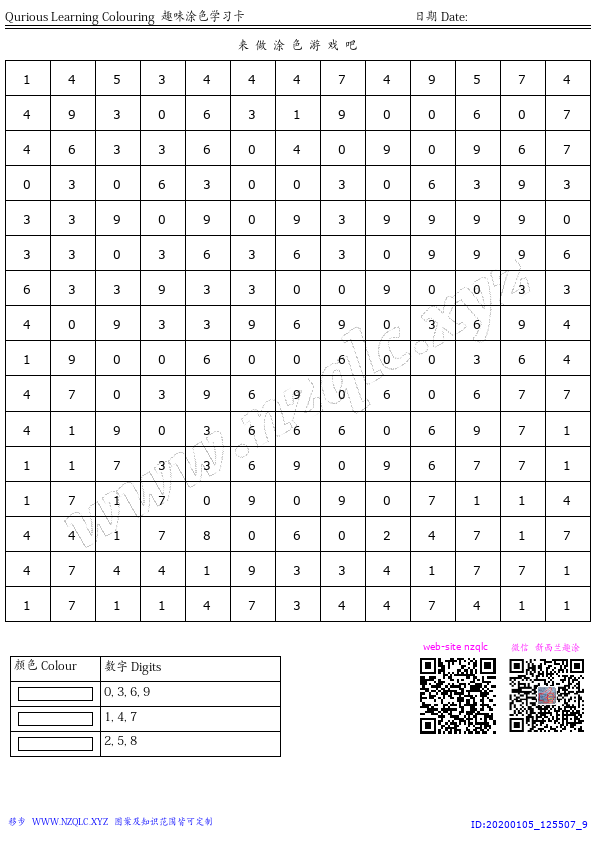 Qurious Learning Colouring 趣味涂色学习卡 日期 Date:
来 做 涂 色 游 戏 吧
1 4 5 3 4 4 4 7 4 9 5 7 4
4 9 3 0 6 3 1 9 0 0 6 0 7
4 6 3 3 6 0 4 0 9 0 9 6 7
0 3 0 6 3 0 0 3 0 6 3 9 3
3 3 9 0 9 0 9 3 9 9 9 9 0
3 3 0 3 6 3 6 3 0 9 9 9 6
6 3 3 9 3 3 0 0 9 0 0 3 3
4 0 9 3 3 9 6 9 0 3 6 9 4
1 9 0 0 6 0 0 6 0 0 3 6 4
4 7 0 3 9 6 9 0 6 0 6 7 7
4 1 9 0 3 6 6 6 0 6 9 7 1
1 1 7 3 3 6 9 0 9 6 7 7 1
1 7 1 7 0 9 0 9 0 7 1 1 4
4 4 1 7 8 0 6 0 2 4 7 1 7
4 7 4 4 1 9 3 3 4 1 7 7 1
1 7 1 1 4 7 3 4 4 7 4 1 1
www.nzqlc.xyz
web-site nzqlc 微信 新西兰趣涂
颜色 Colour 数字 Digits
0, 3, 6, 9
1, 4, 7
2, 5, 8
移步 WWW.NZQLC.XYZ 图案及知识范围皆可定制
ID:20200105_125507_9